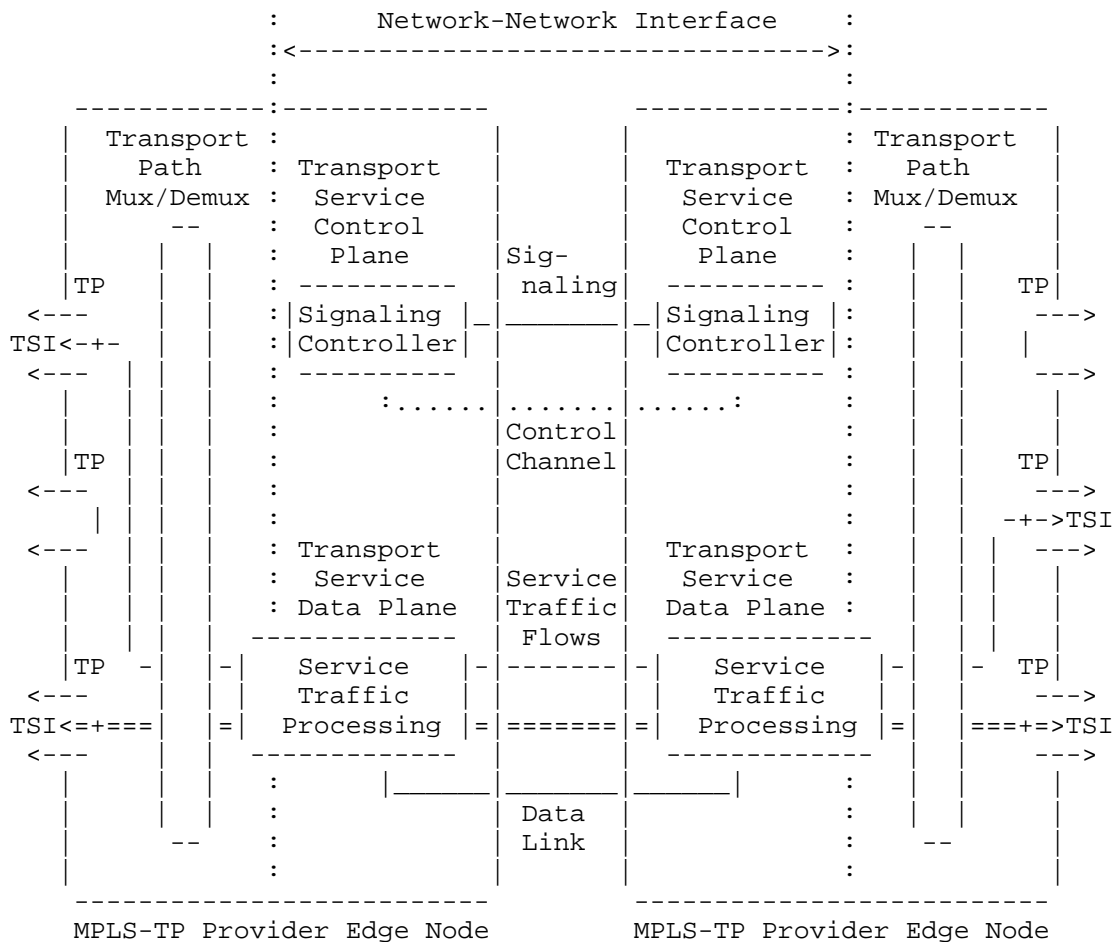 Network-Network Interface
Transport Transport
Path Transport Transport Path
Mux/Demux Service Service Mux/Demux
Control Control
Plane Sig- Plane
TP naling TP
Signaling Signaling
TSI Controller Controller
Control
TP Channel TP
TSI
Transport Transport
Service Service Service
Data Plane Traffic Data Plane
Flows
TP Service Service TP
Traffic Traffic
TSI Processing Processing TSI
Data
Link
MPLS-TP Provider Edge Node MPLS-TP Provider Edge Node